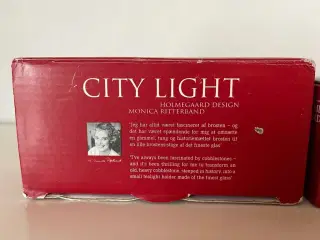 CITY LIGHT
HOLMEGAARD DESIGN
MONICA RITTERBAND
'Jeg har altid været fascineret af brosten – og
det har været spændende for mig at omsætte
en gammel, tung og historiemættet brosten til
en lille brodens stage af det fineste glas'
'I've always been fascinated by cobblestones –
and it's been thrilling for me to transform an
old, heavy cobblestone, steeped in history, into a
small tealight holder made of the finest glass'